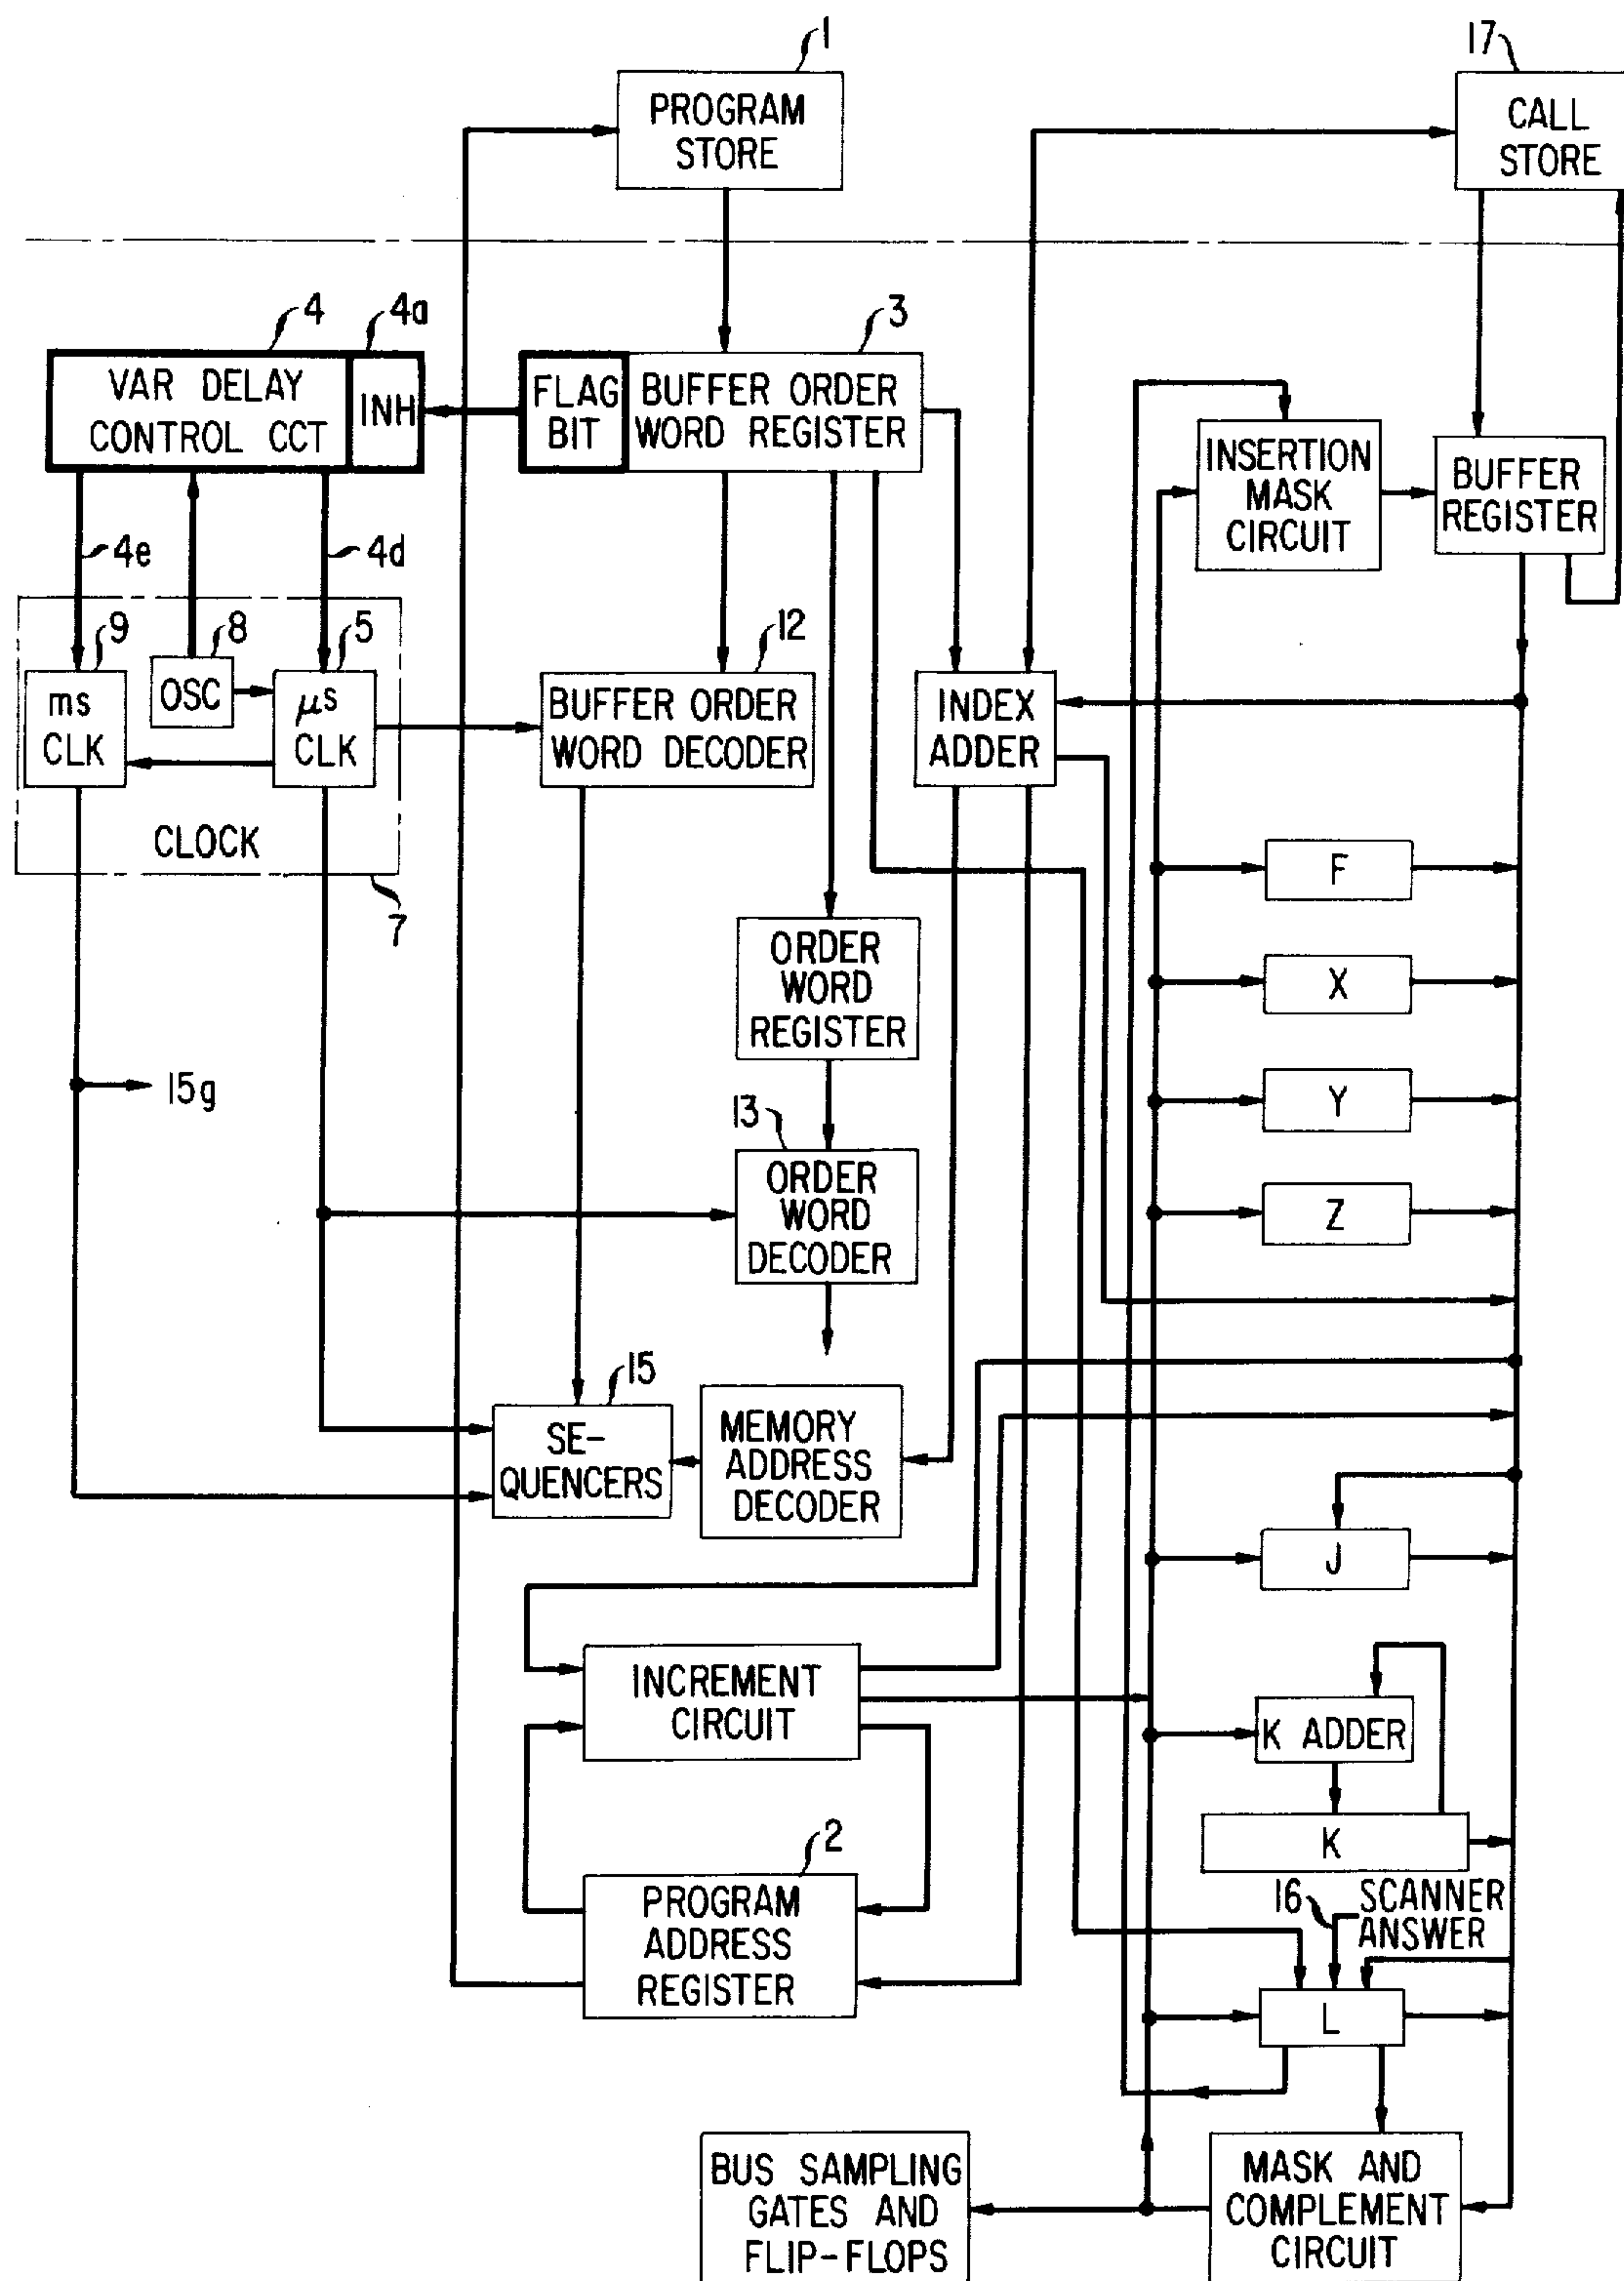 1
17
PROGRAM
STORE
CALL
STORE
4
4a
3
VAR DELAY
CONTROL CCT
INH
FLAG
BIT
BUFFER ORDER
WORD REGISTER
INSERTION
MASK
CIRCUIT
BUFFER
REGISTER
4e
4d
9
8
5
12
ms
CLK
OSC
μs
CLK
BUFFER ORDER
WORD DECODER
INDEX
ADDER
CLOCK
7
F
ORDER
WORD
REGISTER
X
15g
13
Y
ORDER
WORD
DECODER
Z
15
SE-
QUENCERS
MEMORY
ADDRESS
DECODER
J
INCREMENT
CIRCUIT
K ADDER
2
K
PROGRAM
ADDRESS
REGISTER
16
SCANNER
ANSWER
L
BUS SAMPLING
GATES AND
FLIP-FLOPS
MASK AND
COMPLEMENT
CIRCUIT